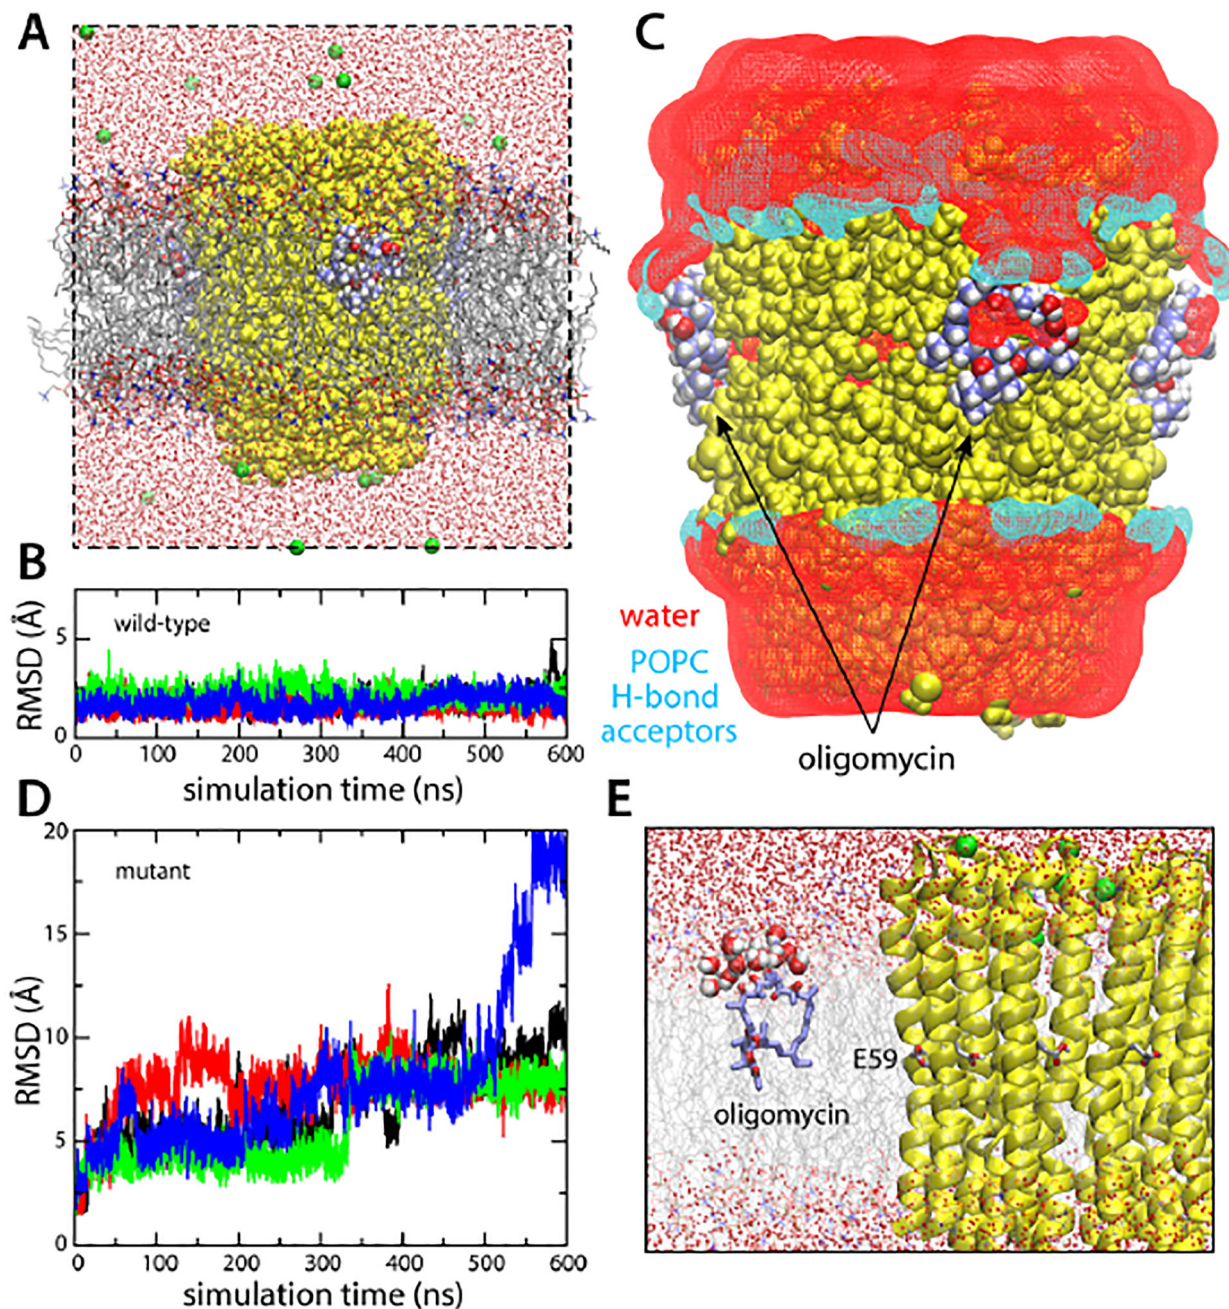 A
C
B
RMSD (Å)
5
0
wild-type
0 100 200 300 400 500 600
simulation time (ns)
water
POPC
H-bond
acceptors
oligomycin
D
RMSD (Å)
20
15
10
5
0
mutant
0 100 200 300 400 500 600
simulation time (ns)
E
E59
oligomycin